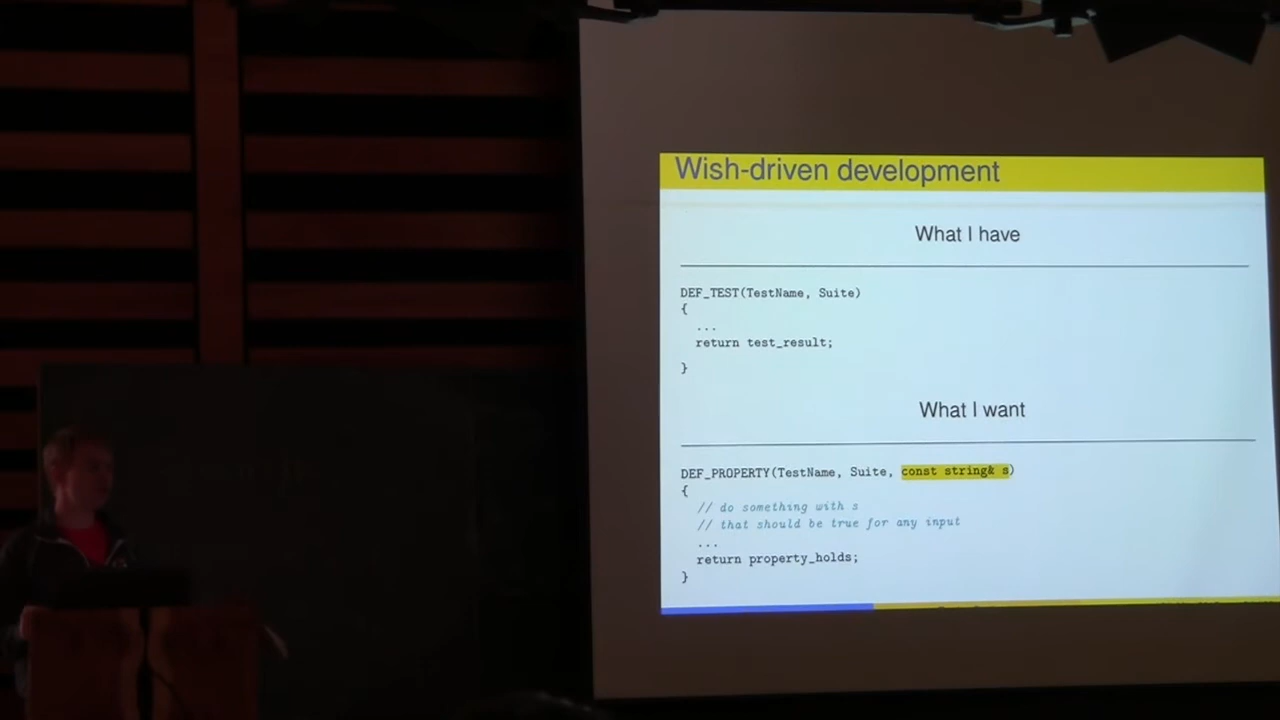 Wish-driven development
What I have
DEF_TEST(TestName, Suite)
{
...
return test_result;
}
What I want
DEF_PROPERTY(TestName, Suite, const string& s)
{
// do something with s
// that should be true for any input
...
return property_holds;
}